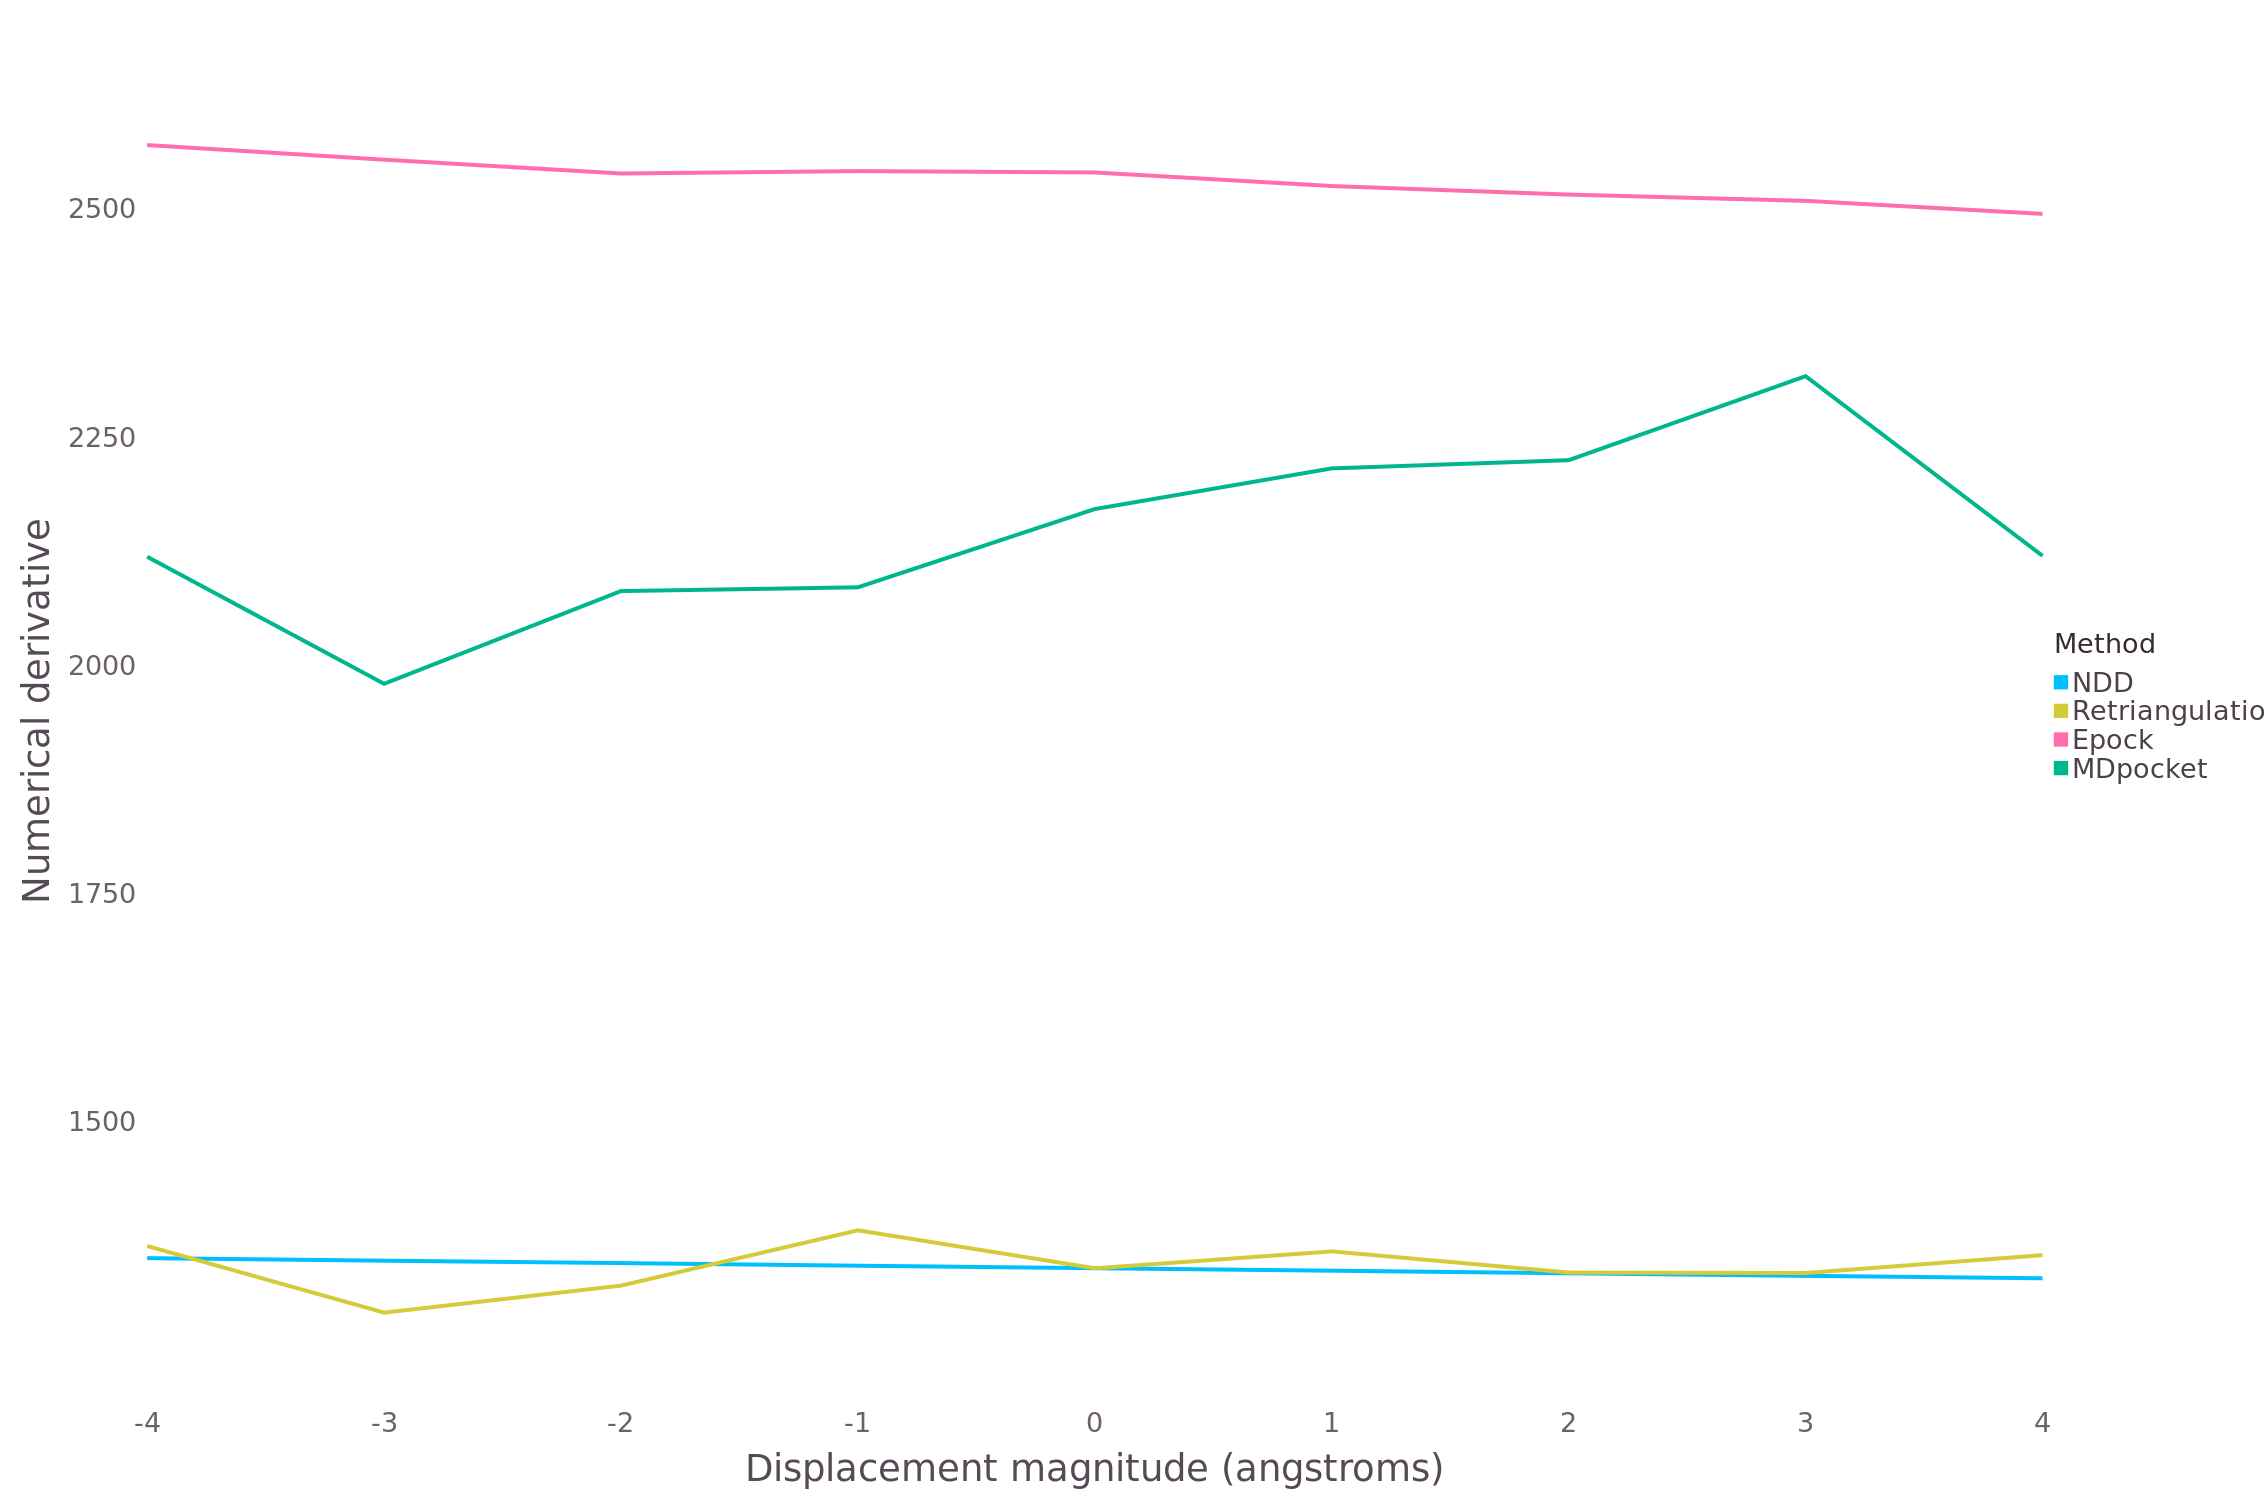 2500
2250
2000
1750
1500
Numerical derivative
-4 -3 -2 -1 0 1 2 3 4
Displacement magnitude (angstroms)
Method
NDD
Retriangulatio
Epock
MDpocket